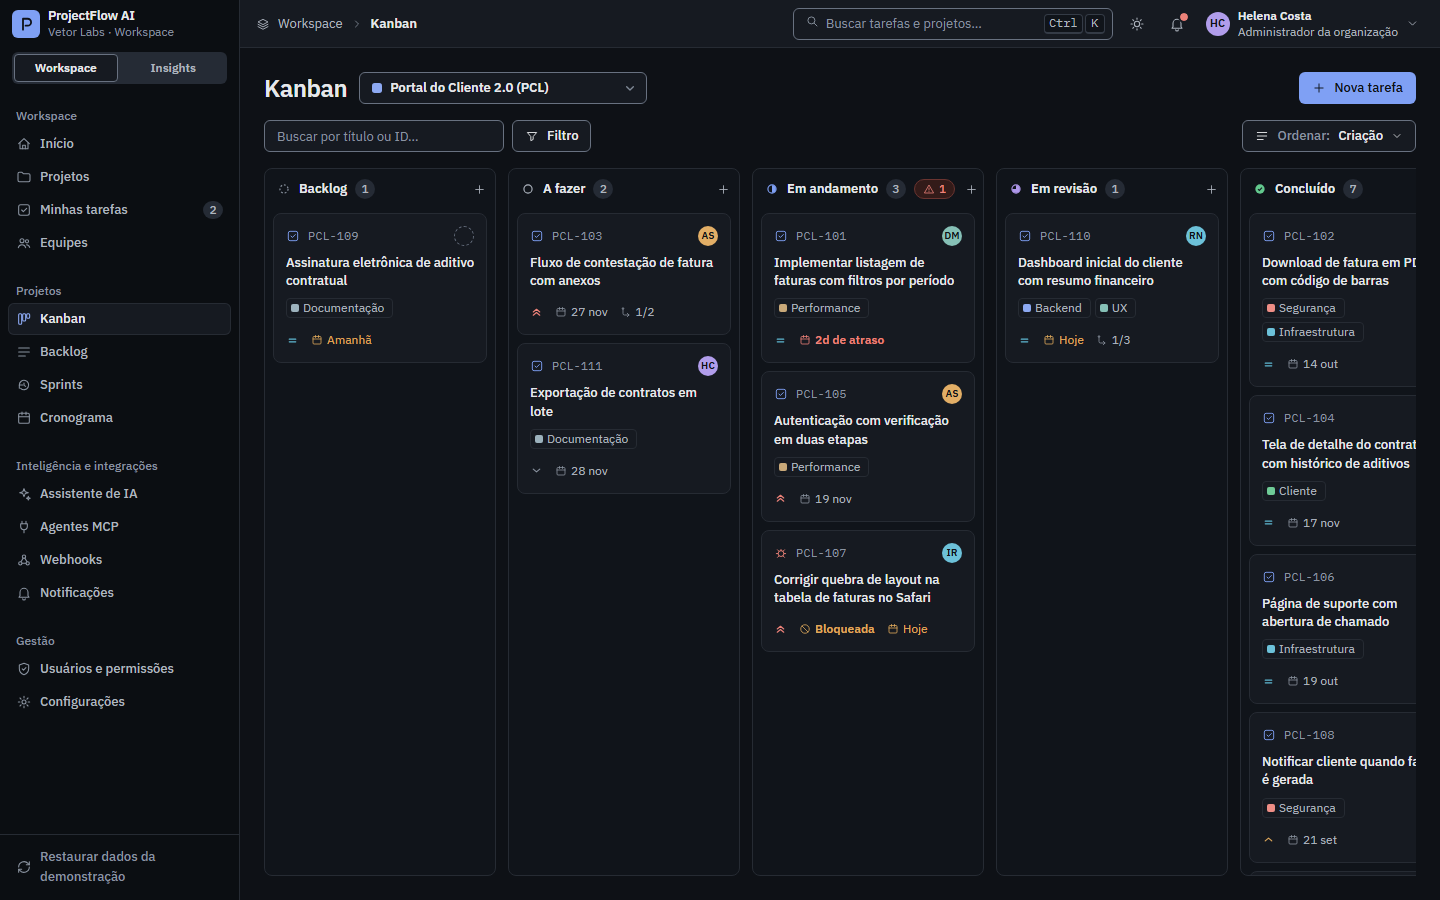 ProjectFlow AI
Vetor Labs · Workspace
Workspace
Insights
Workspace
Início
Projetos
Minhas tarefas
2
Equipes
Projetos
Kanban
Backlog
Sprints
Cronograma
Inteligência e integrações
Assistente de IA
Agentes MCP
Webhooks
Notificações
Gestão
Usuários e permissões
Configurações
Restaurar dados da
demonstração
Workspace
Kanban
Buscar tarefas e projetos...
Ctrl
K
HC
Helena Costa
Administrador da organização
Kanban
Portal do Cliente 2.0 (PCL)
Nova tarefa
Buscar por título ou ID...
Filtro
Ordenar: Criação
Backlog
1
PCL-109
Assinatura eletrônica de aditivo
contratual
Documentação
Amanhã
A fazer
2
PCL-103
AS
Fluxo de contestação de fatura
com anexos
27 nov
1/2
PCL-111
HC
Exportação de contratos em
lote
Documentação
28 nov
Em andamento
3
1
PCL-101
DM
Implementar listagem de
faturas com filtros por período
Performance
2d de atraso
PCL-105
AS
Autenticação com verificação
em duas etapas
Performance
19 nov
PCL-107
IR
Corrigir quebra de layout na
tabela de faturas no Safari
Bloqueada
Hoje
Em revisão
1
PCL-110
RN
Dashboard inicial do cliente
com resumo financeiro
Backend
UX
Hoje
1/3
Concluído
7
PCL-102
Download de fatura em PD
com código de barras
Segurança
Infraestrutura
14 out
PCL-104
Tela de detalhe do contrat
com histórico de aditivos
Cliente
17 nov
PCL-106
Página de suporte com
abertura de chamado
Infraestrutura
19 out
PCL-108
Notificar cliente quando fa
é gerada
Segurança
21 set